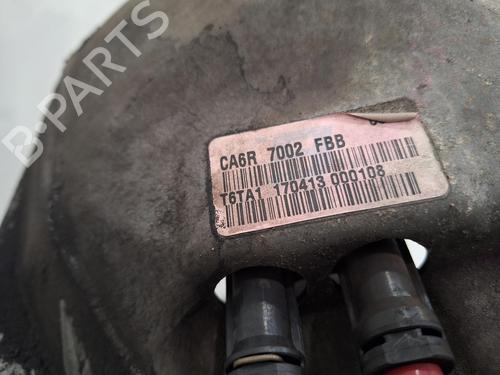 CA6R 7002 FBB
T6TA1 170413 000108
B-PARTS